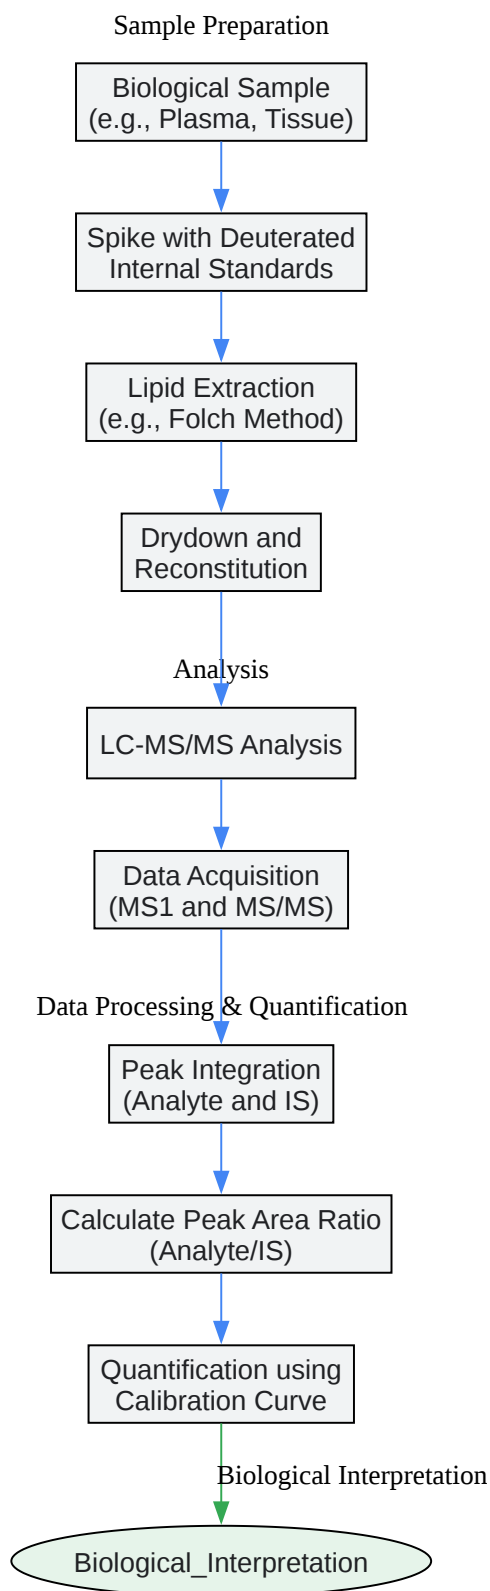 Sample Preparation
Biological Sample
(e.g., Plasma, Tissue)
Spike with Deuterated
Internal Standards
Lipid Extraction
(e.g., Folch Method)
Drydown and
Reconstitution
Analysis
LC-MS/MS Analysis
Data Acquisition
(MS1 and MS/MS)
Data Processing & Quantification
Peak Integration
(Analyte and IS)
Calculate Peak Area Ratio
(Analyte/IS)
Quantification using
Calibration Curve
Biological Interpretation
Biological_Interpretation